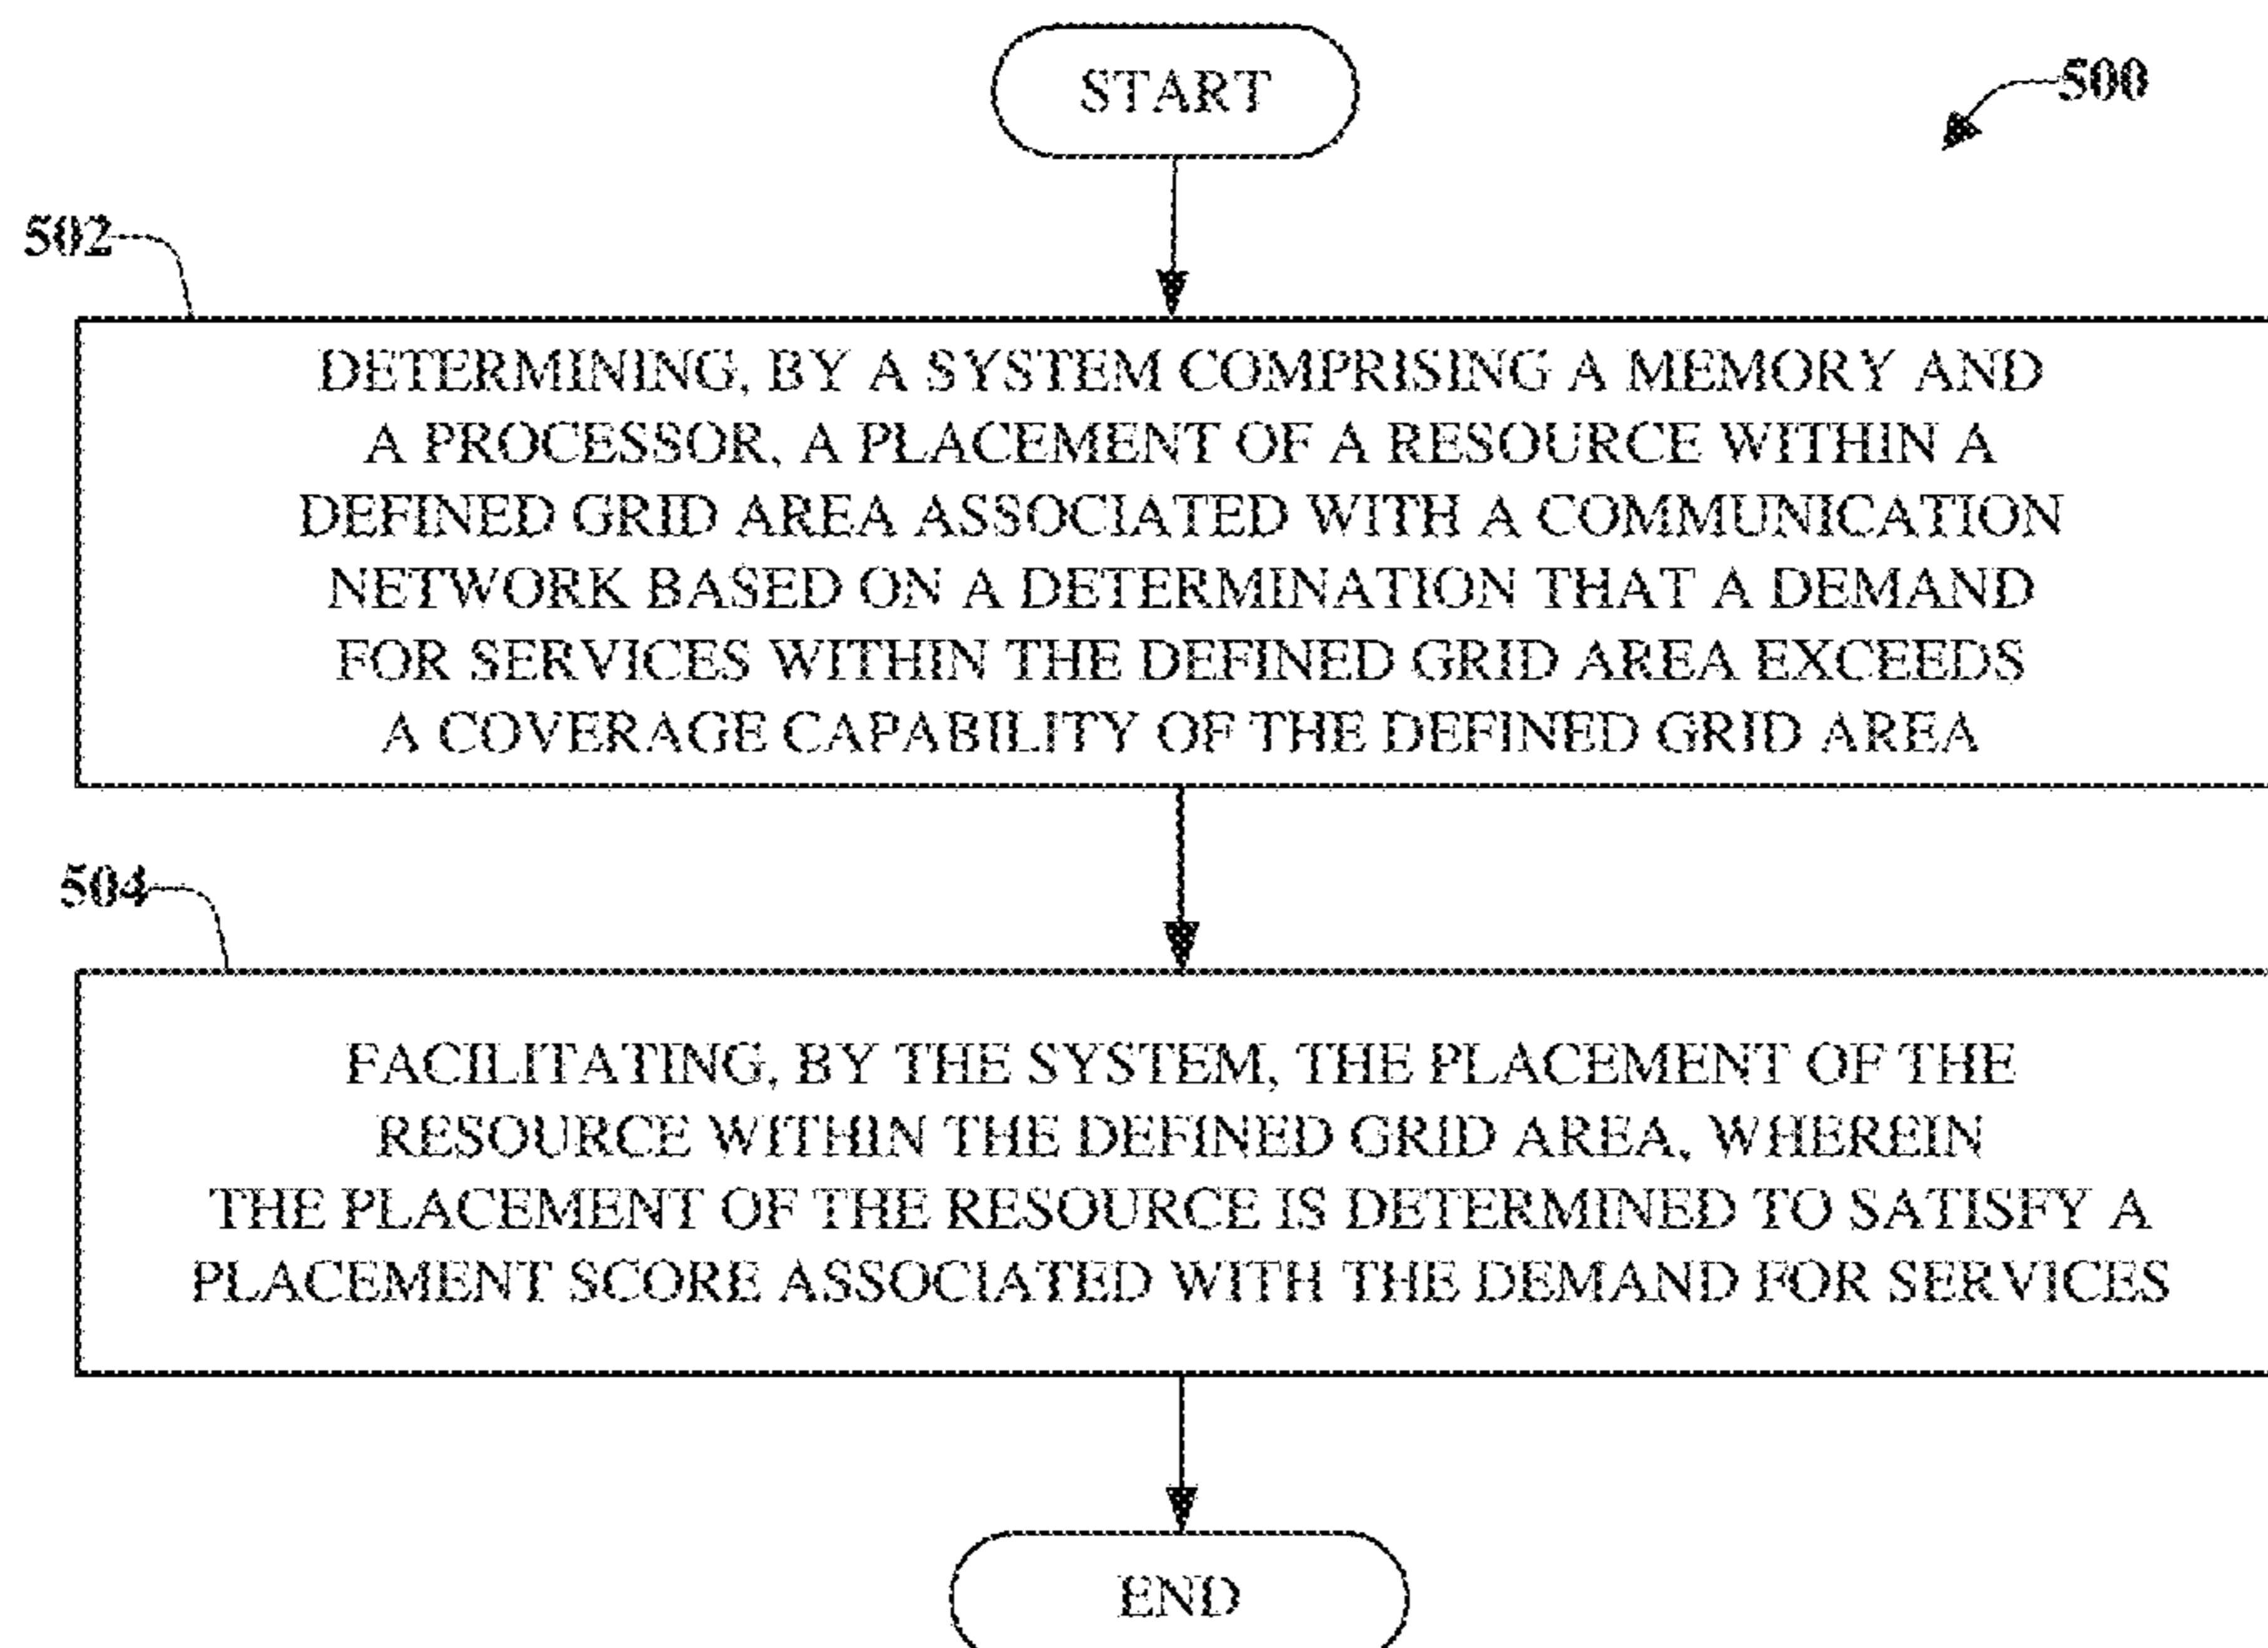 START
500
502
DETERMINING, BY A SYSTEM COMPRISING A MEMORY AND
A PROCESSOR, A PLACEMENT OF A RESOURCE WITHIN A
DEFINED GRID AREA ASSOCIATED WITH A COMMUNICATION
NETWORK BASED ON A DETERMINATION THAT A DEMAND
FOR SERVICES WITHIN THE DEFINED GRID AREA EXCEEDS
A COVERAGE CAPABILITY OF THE DEFINED GRID AREA
504
FACILITATING, BY THE SYSTEM, THE PLACEMENT OF THE
RESOURCE WITHIN THE DEFINED GRID AREA, WHEREIN
THE PLACEMENT OF THE RESOURCE IS DETERMINED TO SATISFY A
PLACEMENT SCORE ASSOCIATED WITH THE DEMAND FOR SERVICES
END